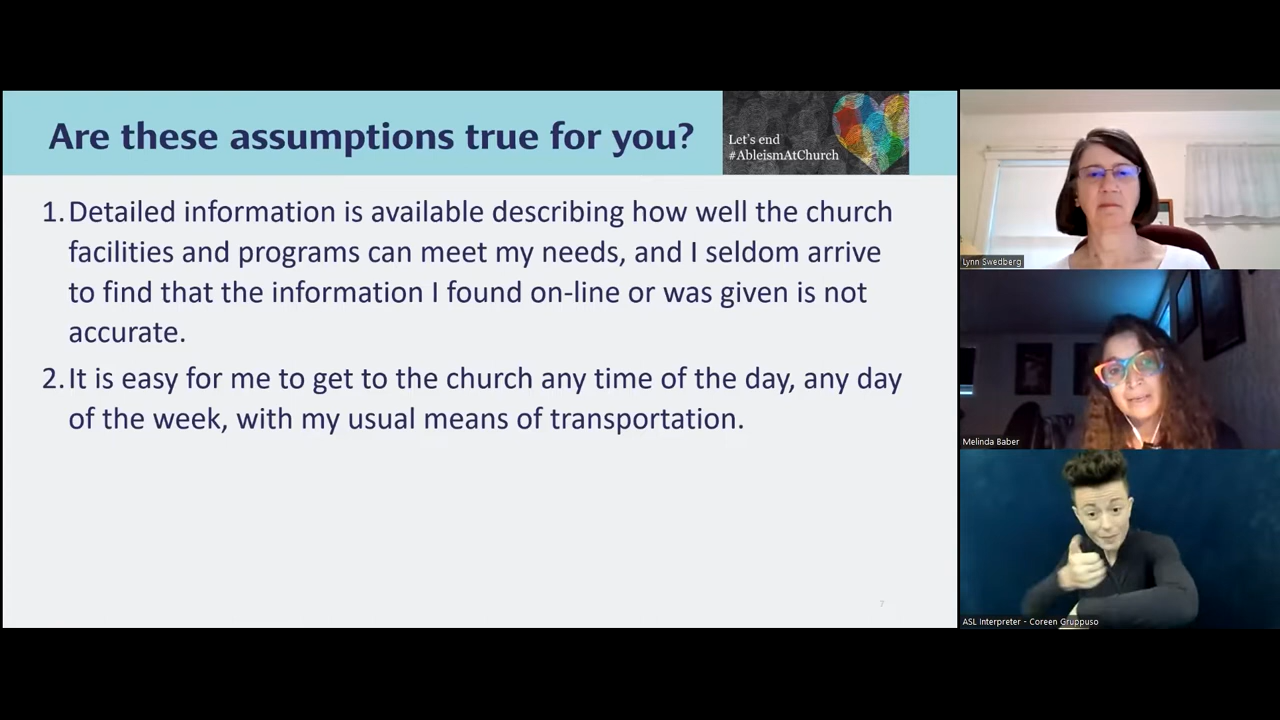 Are these assumptions true for you?
Let's end
#AbleismAtChurch
1. Detailed information is available describing how well the church
facilities and programs can meet my needs, and I seldom arrive
to find that the information I found on-line or was given is not
accurate.
2. It is easy for me to get to the church any time of the day, any day
of the week, with my usual means of transportation.
7
Lynn Swedberg
Melinda Baber
ASL Interpreter - Coreen Gruppuso